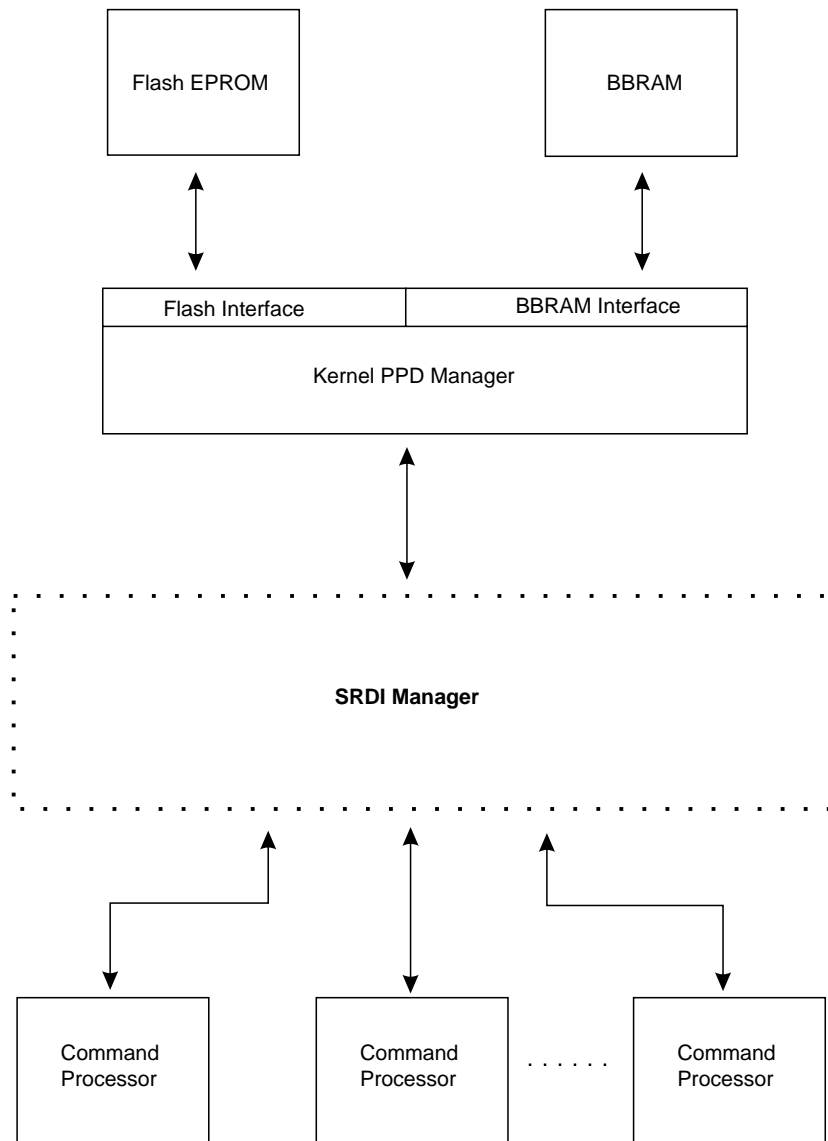 Flash EPROM
BBRAM
Flash Interface
BBRAM Interface
Kernel PPD Manager
SRDI Manager
Command
Processor
Command
Processor
. . . . . .
Command
Processor